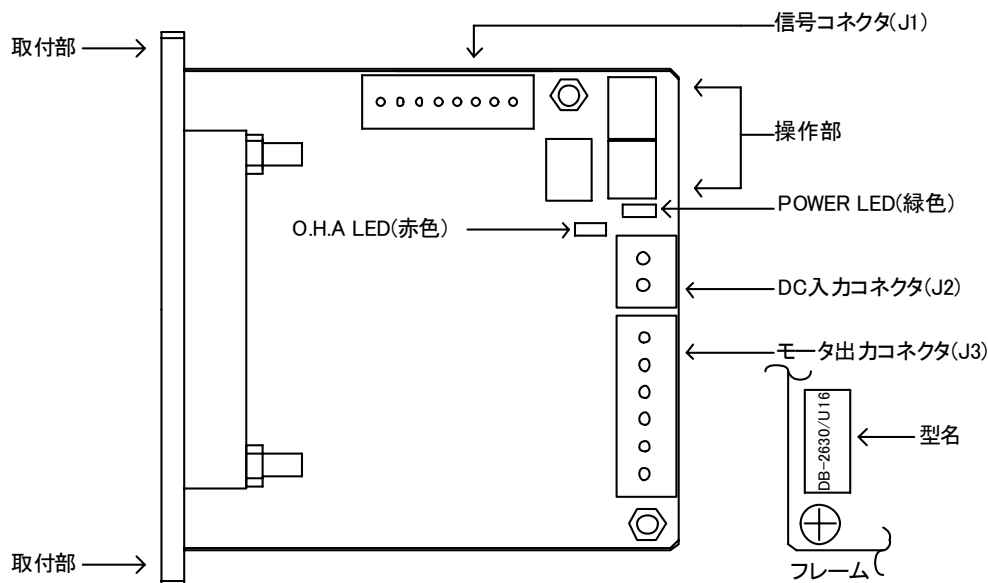 信号コネクタ(J1)
取付部
操作部
POWER LED(緑色)
O.H.A LED(赤色)
DC入力コネクタ(J2)
モータ出力コネクタ(J3)
DB-2630/U16
型名
取付部
フレーム